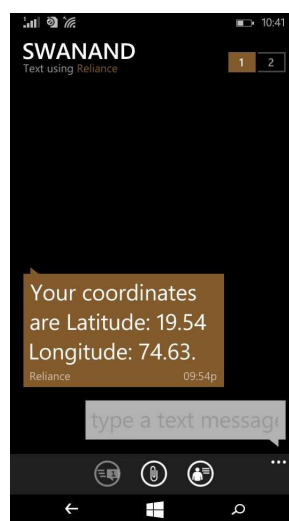 10:41
SWANAND
Text using Reliance
1 2
Your coordinates
are Latitude: 19.54
Longitude: 74.63.
Reliance 09:54p
type a text message